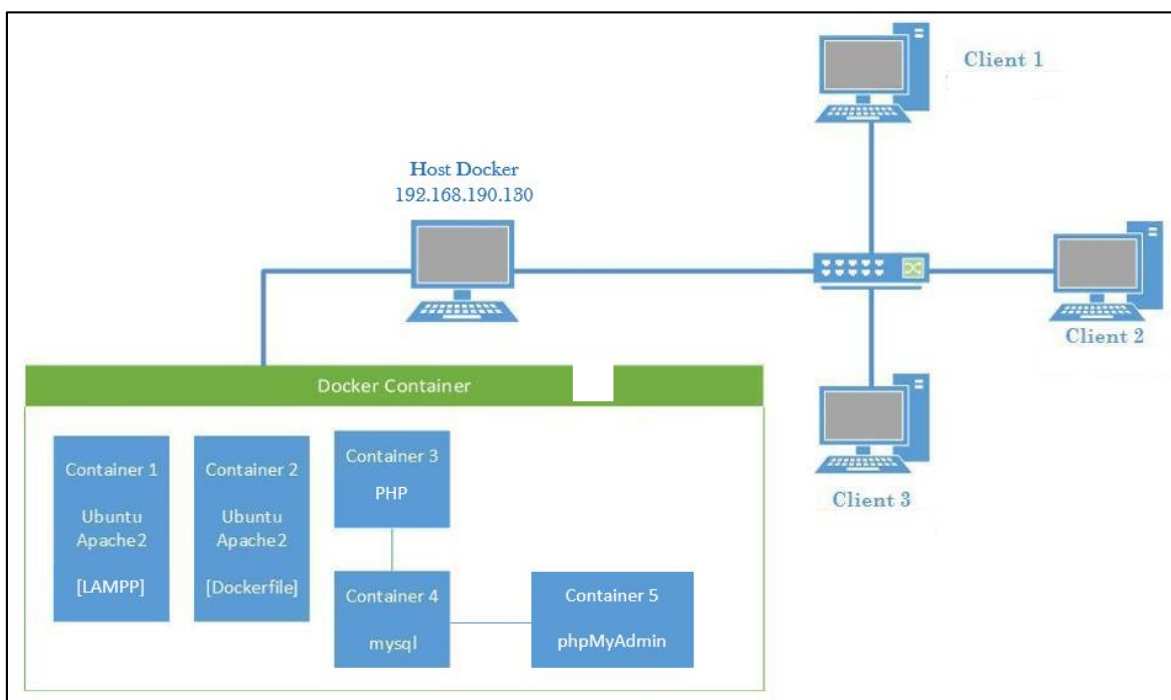 Client 1
Host Docker
192.168.190.130
Client 2
Docker Container
Client 3
Container 1
Ubuntu
Apache2
[LAMPP]
Container 2
Ubuntu
Apache2
[Dockerfile]
Container 3
PHP
Container 4
mysql
Container 5
phpMyAdmin